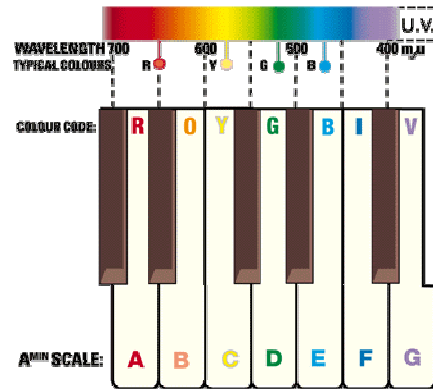 U.V.
WAVELENGTH 700 600 500 400 mµ
TYPICAL COLOURS R Y G B
COLOUR CODE: R O Y G B I V
AMIN SCALE: A B C D E F G